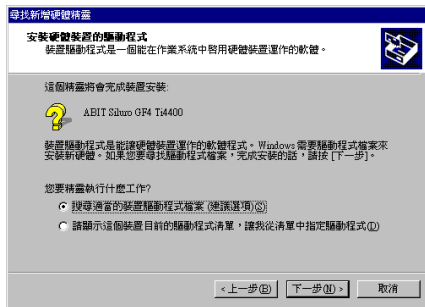 尋找新增硬體精靈
安裝硬體裝置的驅動程式
裝置驅動程式是一個能在作業系統中啓用硬體裝置運作的軟體。
這個精靈將會完成裝置安裝:
ABIT Siluro GF4 Ti4400
裝置驅動程式是能讓硬體裝置運作的軟體程式。Windows 需要驅動程式檔案來
安裝新硬體。如果您要尋找驅動程式檔案，完成安裝的話，請按 [下一步]。
您要精靈執行什麼工作?
搜尋適當的裝置驅動程式檔案 (建議選項)(S)
請顯示這個裝置目前的驅動程式清單，讓我從清單中指定驅動程式(D)
<上一步(B) 下一步(N)> 取消